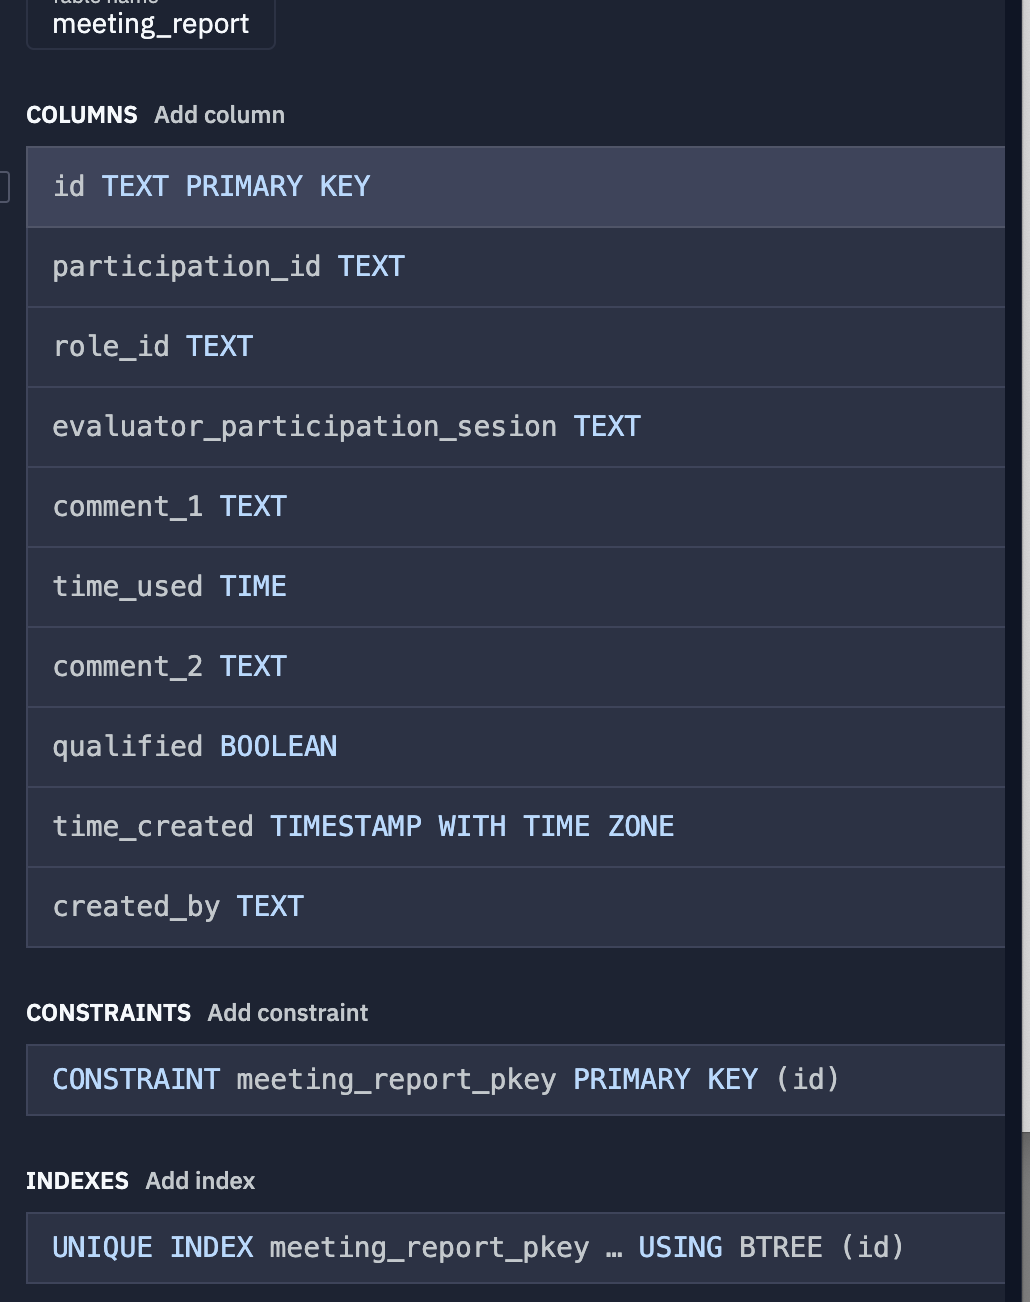 Table name
meeting_report
COLUMNS Add column
id TEXT PRIMARY KEY
participation_id TEXT
role_id TEXT
evaluator_participation_sesion TEXT
comment_1 TEXT
time_used TIME
comment_2 TEXT
qualified BOOLEAN
time_created TIMESTAMP WITH TIME ZONE
created_by TEXT
CONSTRAINTS Add constraint
CONSTRAINT meeting_report_pkey PRIMARY KEY (id)
INDEXES Add index
UNIQUE INDEX meeting_report_pkey … USING BTREE (id)